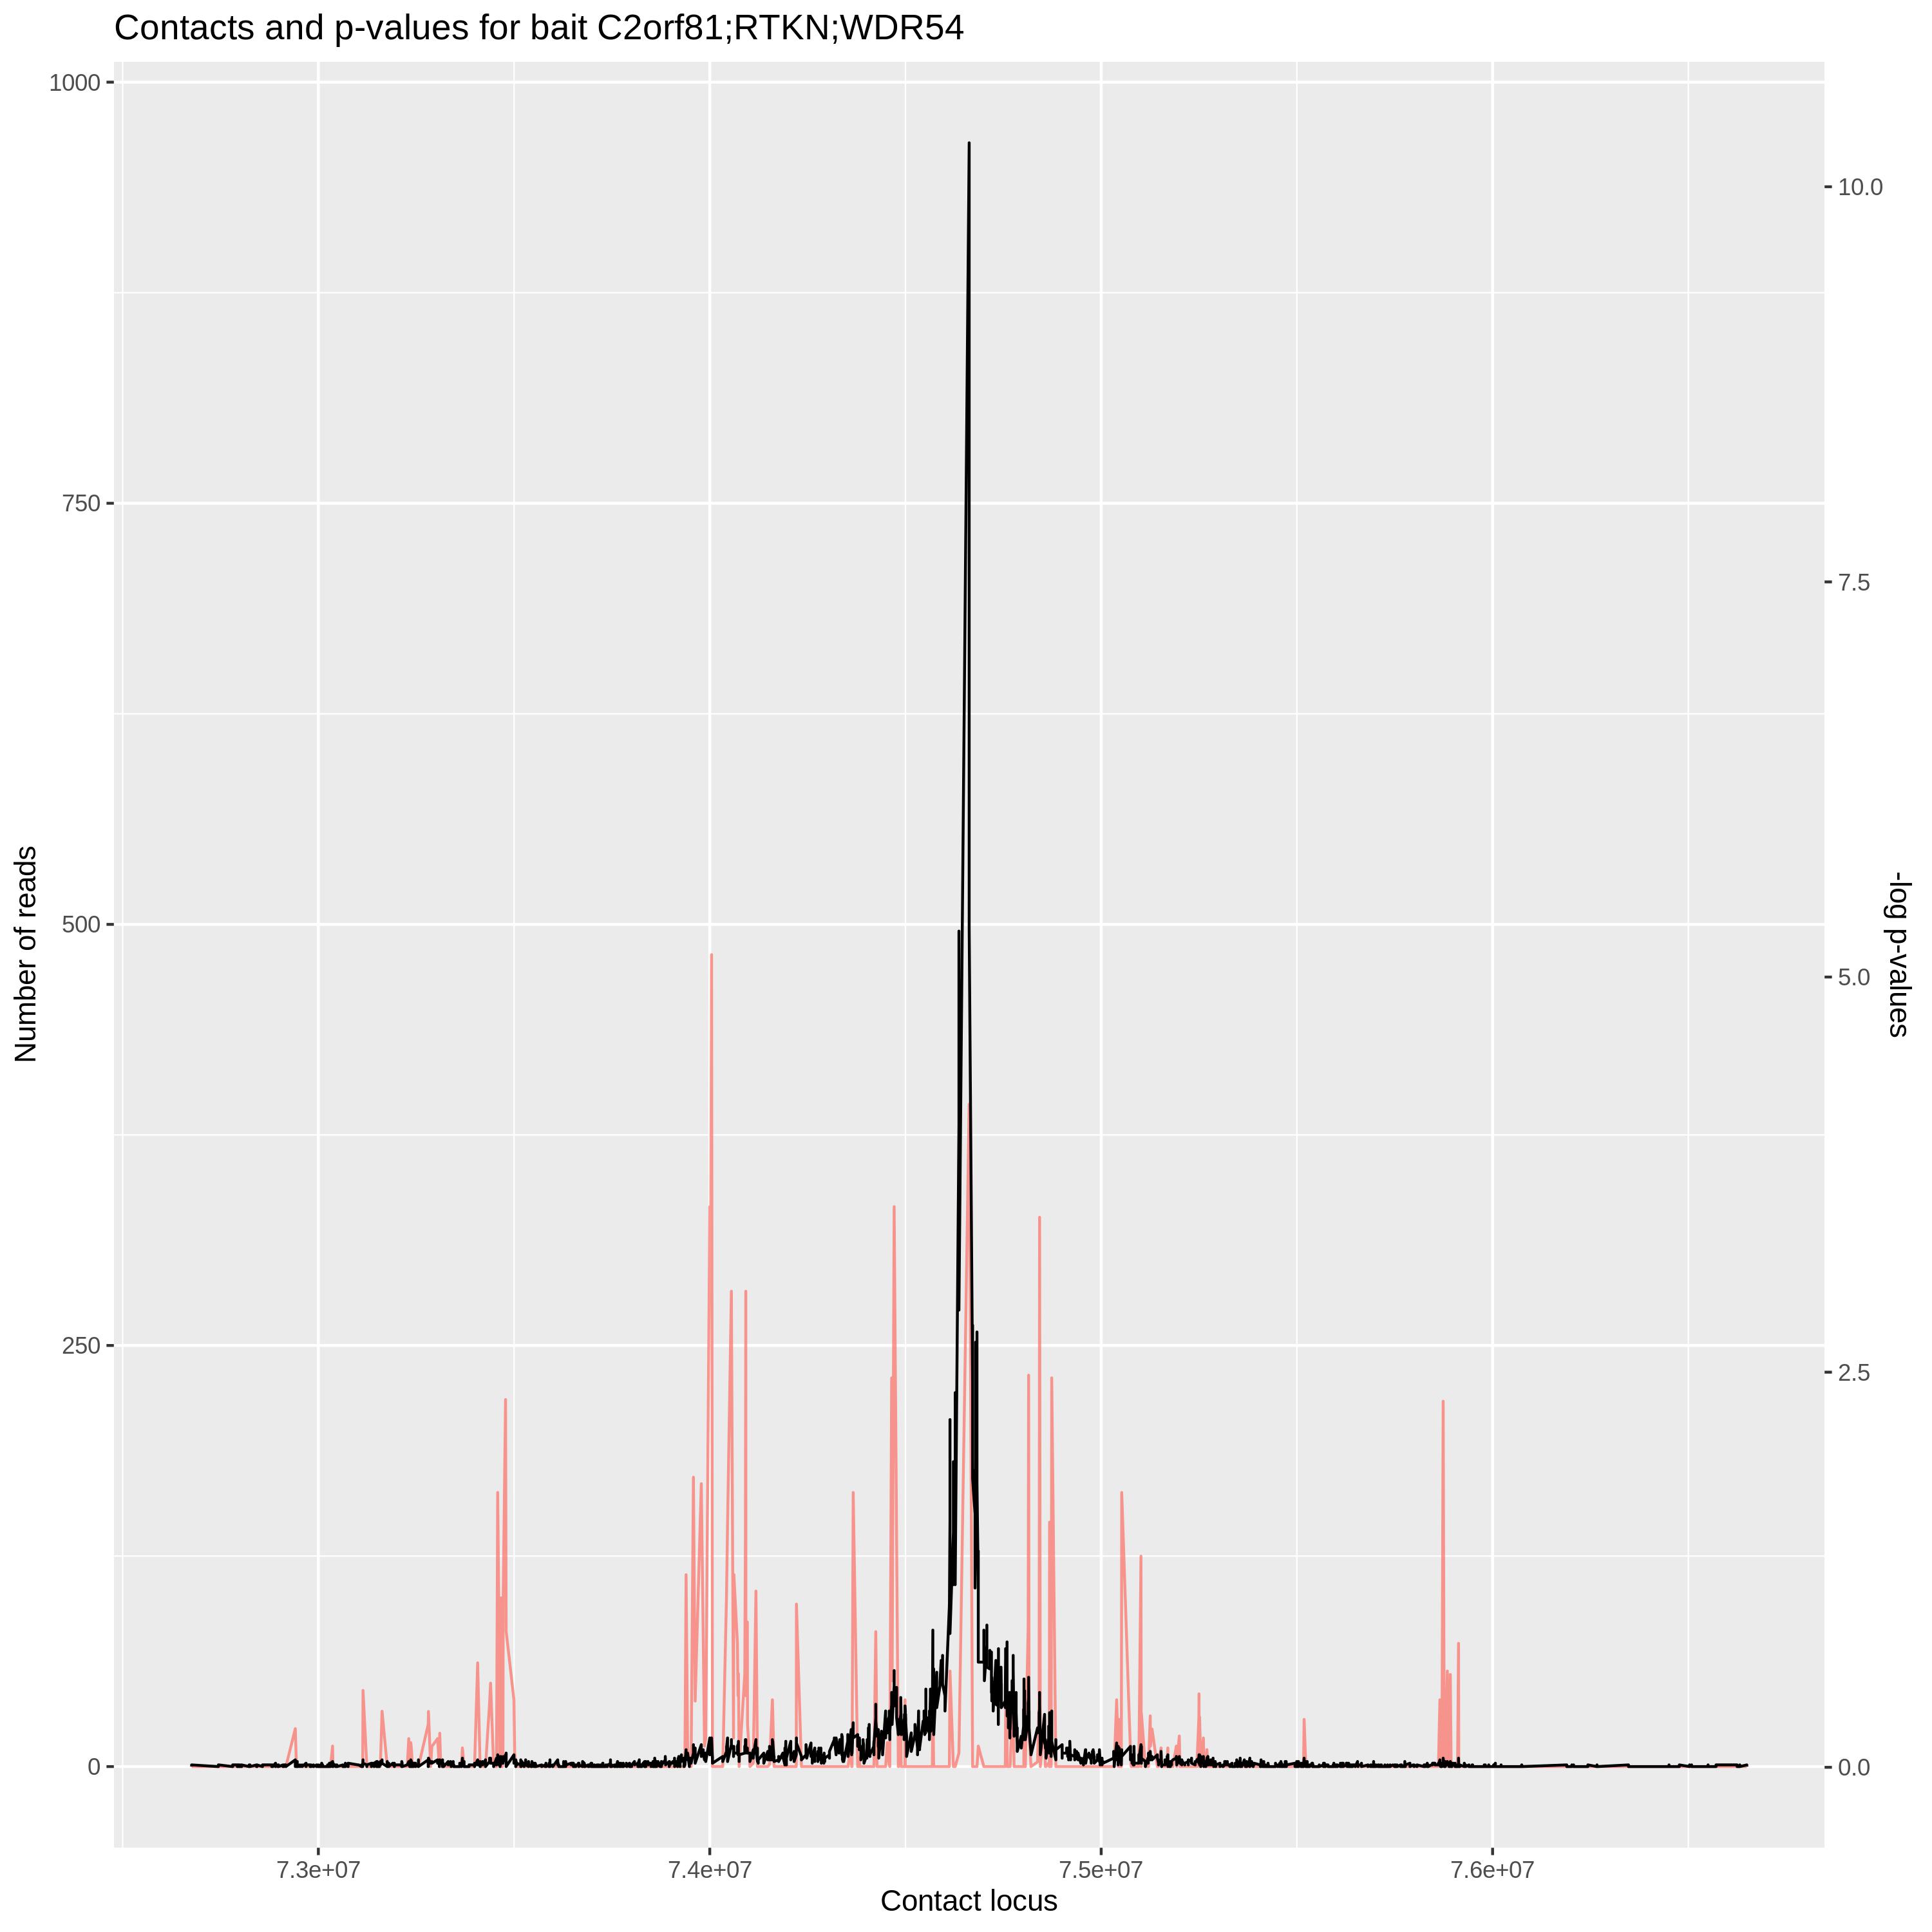 Contacts and p-values for bait C2orf81;RTKN;WDR54
1000
750
500
250
0
Number of reads
10.0
7.5
5.0
2.5
0.0
-log p-values
7.3e+07
7.4e+07
7.5e+07
7.6e+07
Contact locus